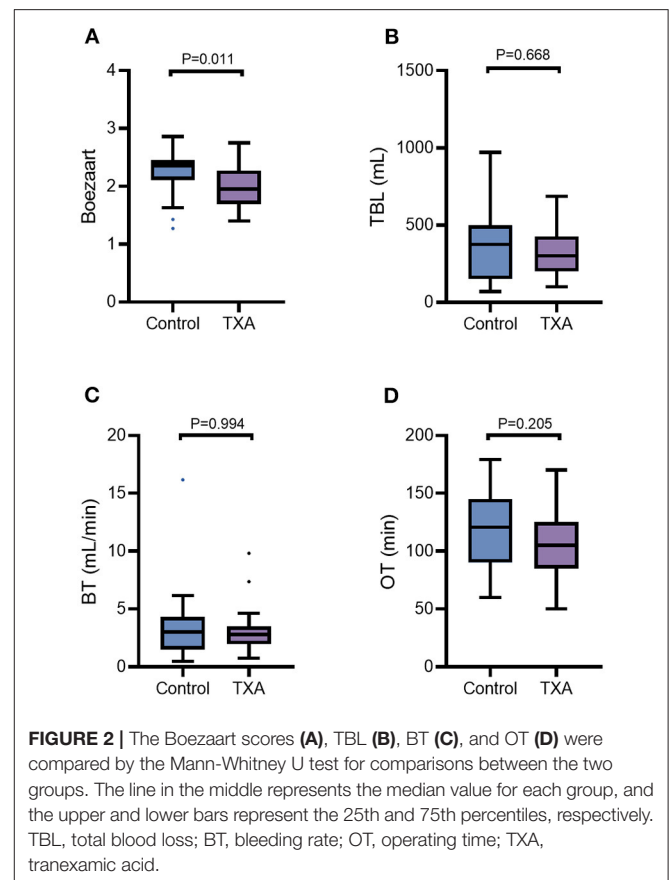 A
P=0.011
4
3
2
1
0
Boezaart
Control
TXA
B
P=0.668
1500
1000
500
0
TBL (mL)
Control
TXA
C
P=0.994
20
15
10
5
0
BT (mL/min)
Control
TXA
D
P=0.205
200
150
100
50
0
OT (min)
Control
TXA
FIGURE 2 | The Boezaart scores (A), TBL (B), BT (C), and OT (D) were
compared by the Mann-Whitney U test for comparisons between the two
groups. The line in the middle represents the median value for each group, and
the upper and lower bars represent the 25th and 75th percentiles, respectively.
TBL, total blood loss; BT, bleeding rate; OT, operating time; TXA,
tranexamic acid.